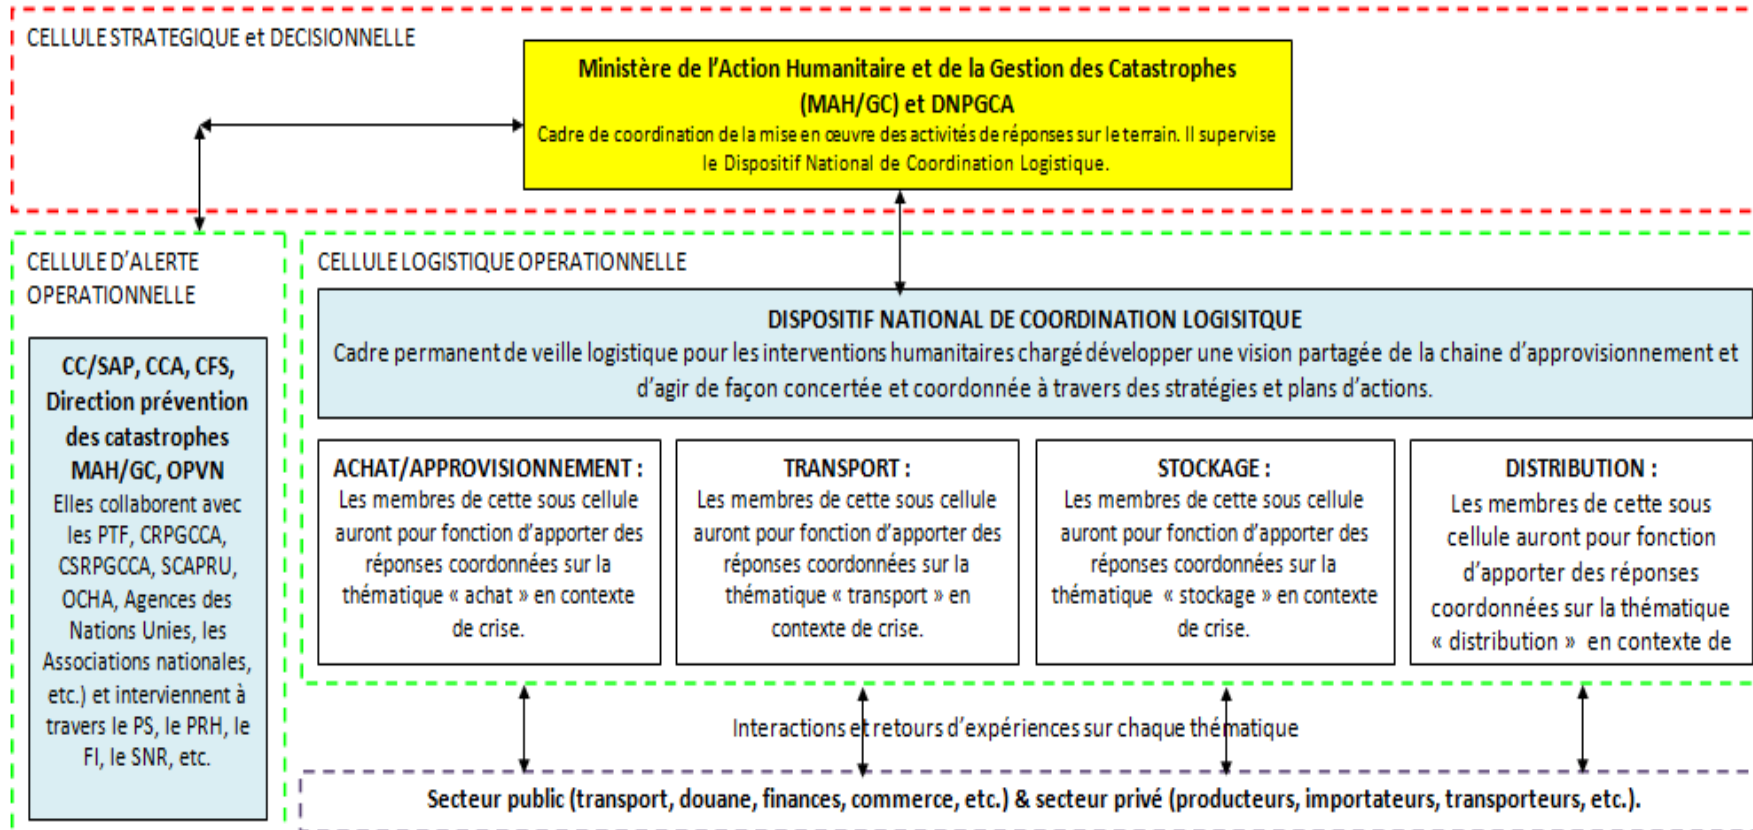 CELLULE STRATEGIQUE et DECISIONNELLE
Ministère de l'Action Humanitaire et de la Gestion des Catastrophes
(MAH/GC) et DNPGCA
Cadre de coordination de la mise en œuvre des activités de réponses sur le terrain. Il supervise
le Dispositif National de Coordination Logistique.
CELLULE D'ALERTE
OPERATIONNELLE
CC/SAP, CCA, CFS,
Direction prévention
des catastrophes
MAH/GC, OPVN
Elles collaborent avec
les PTF, CRPGCCA,
CSRPGCCA, SCAPRU,
OCHA, Agences des
Nations Unies, les
Associations nationales,
etc.) et interviennent à
travers le PS, le PRH, le
FI, le SNR, etc.
CELLULE LOGISTIQUE OPERATIONNELLE
DISPOSITIF NATIONAL DE COORDINATION LOGISITQUE
Cadre permanent de veille logistique pour les interventions humanitaires chargé développer une vision partagée de la chaine d'approvisionnement et
d'agir de façon concertée et coordonnée à travers des stratégies et plans d'actions.
ACHAT/APPROVISIONNEMENT :
Les membres de cette sous cellule
auront pour fonction d'apporter des
réponses coordonnées sur la
thématique « achat » en contexte
de crise.
TRANSPORT :
Les membres de cette sous cellule
auront pour fonction d'apporter des
réponses coordonnées sur la
thématique « transport » en
contexte de crise.
STOCKAGE :
Les membres de cette sous cellule
auront pour fonction d'apporter des
réponses coordonnées sur la
thématique « stockage » en contexte
de crise.
DISTRIBUTION :
Les membres de cette sous
cellule auront pour fonction
d'apporter des réponses
coordonnées sur la thématique
« distribution » en contexte de
Interactions et retours d'expériences sur chaque thématique
Secteur public (transport, douane, finances, commerce, etc.) & secteur privé (producteurs, importateurs, transporteurs, etc.).